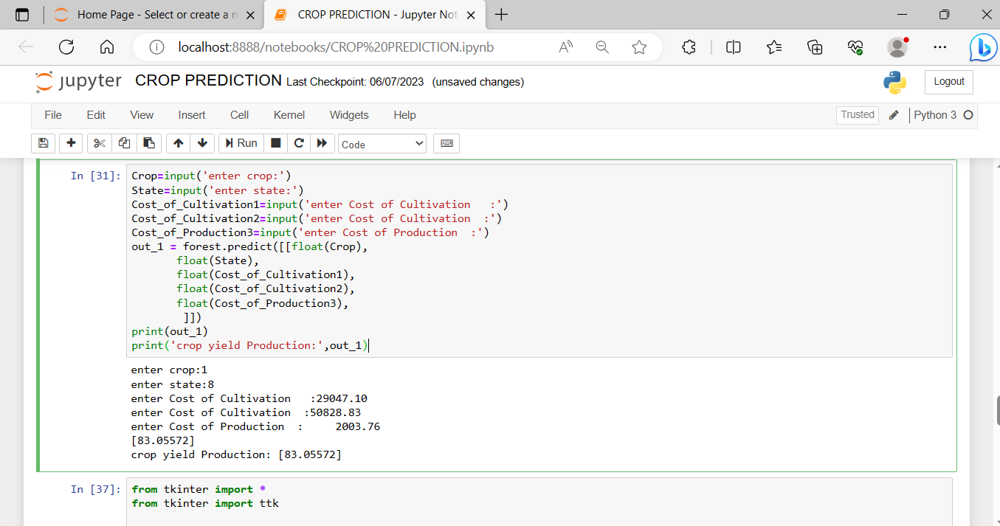 Home Page - Select or create a n
CROP PREDICTION - Jupyter Not
localhost:8888/notebooks/CROP%20PREDICTION.ipynb
jupyter CROP PREDICTION Last Checkpoint: 06/07/2023 (unsaved changes)
Logout
File Edit View Insert Cell Kernel Widgets Help
Trusted Python 3
Run Code
In [31]: Crop=input('enter crop:')
State=input('enter state:')
Cost_of_Cultivation1=input('enter Cost of Cultivation   :')
Cost_of_Cultivation2=input('enter Cost of Cultivation  :')
Cost_of_Production3=input('enter Cost of Production  :')
out_1 = forest.predict([[float(Crop),
       float(State),
       float(Cost_of_Cultivation1),
       float(Cost_of_Cultivation2),
       float(Cost_of_Production3),
        ]])
print(out_1)
print('crop yield Production:',out_1)
enter crop:1
enter state:8
enter Cost of Cultivation   :29047.10
enter Cost of Cultivation  :50828.83
enter Cost of Production  :     2003.76
[83.05572]
crop yield Production: [83.05572]
In [37]: from tkinter import *
from tkinter import ttk